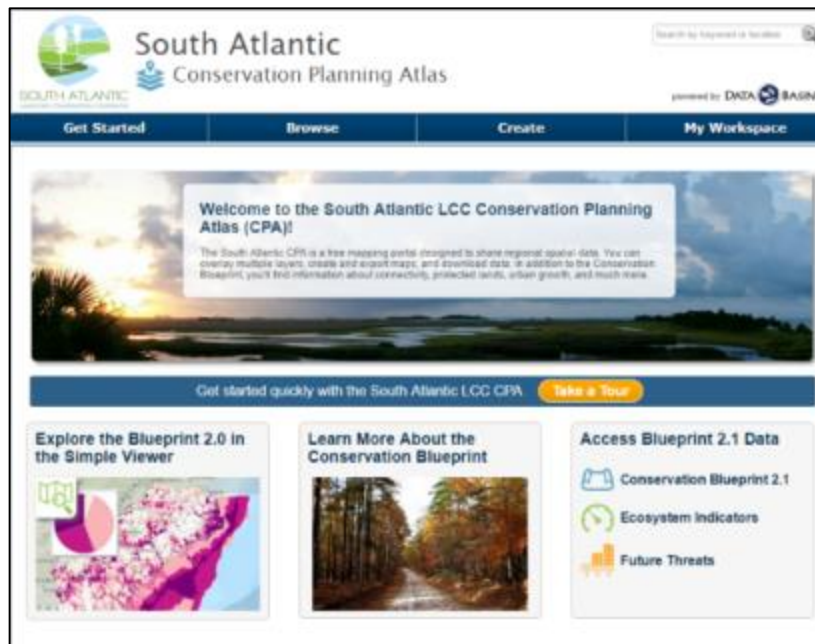 South Atlantic
Conservation Planning Atlas
SOUTH ATLANTIC
Search by keyword or location
powered by DATA BASIN
Get Started
Browse
Create
My Workspace
Welcome to the South Atlantic LCC Conservation Planning
Atlas (CPA)!
The South Atlantic CPA is a free mapping portal designed to share regional spatial data. You can
overlay multiple layers, create and export maps, and download data. In addition to the Conservation
Blueprint, you'll find information about connectivity, protected lands, urban growth, and much more.
Get started quickly with the South Atlantic LCC CPA
Take a Tour
Explore the Blueprint 2.0 in
the Simple Viewer
Learn More About the
Conservation Blueprint
Access Blueprint 2.1 Data
Conservation Blueprint 2.1
Ecosystem Indicators
Future Threats